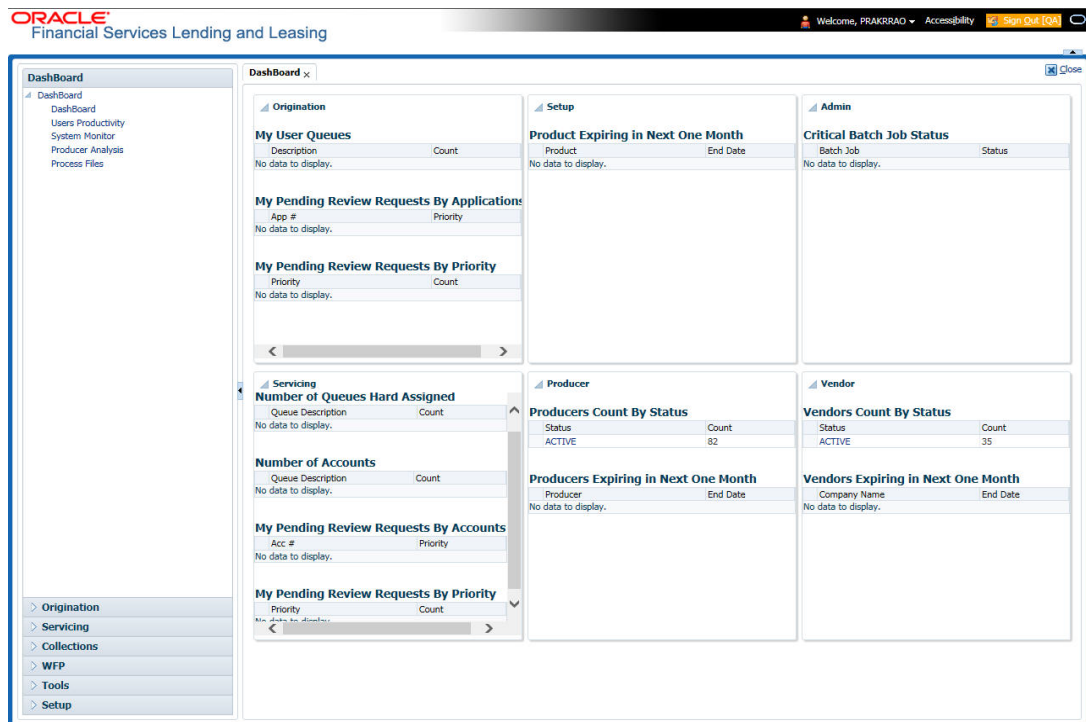 ORACLE
Financial Services Lending and Leasing
Welcome, PRAKRRAO
Accessibility
Sign Out [QA]
DashBoard
DashBoard
DashBoard
Users Productivity
System Monitor
Producer Analysis
Process Files
Origination
Servicing
Collections
WFP
Tools
Setup
DashBoard
Close
Origination
My User Queues
Description Count
No data to display.
My Pending Review Requests By Applications
App # Priority
No data to display.
My Pending Review Requests By Priority
Priority Count
No data to display.
Setup
Product Expiring in Next One Month
Product End Date
No data to display.
Admin
Critical Batch Job Status
Batch Job Status
No data to display.
Servicing
Number of Queues Hard Assigned
Queue Description Count
No data to display.
Number of Accounts
Queue Description Count
No data to display.
My Pending Review Requests By Accounts
Acc # Priority
No data to display.
My Pending Review Requests By Priority
Priority Count
No data to display.
Producer
Producers Count By Status
Status Count
ACTIVE 82
Producers Expiring in Next One Month
Producer End Date
No data to display.
Vendor
Vendors Count By Status
Status Count
ACTIVE 35
Vendors Expiring in Next One Month
Company Name End Date
No data to display.